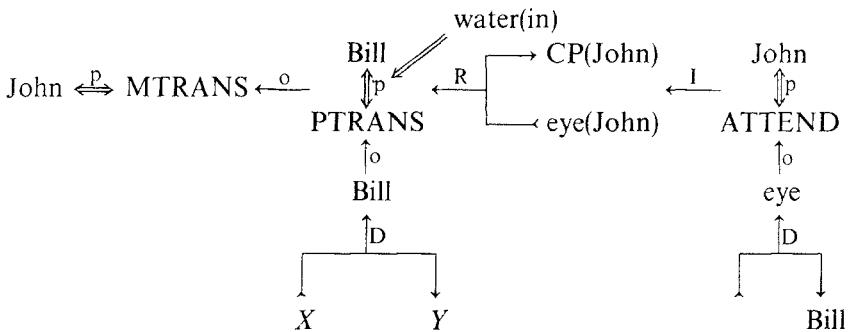 water(in)
Bill CP(John) John
p R I p
John p MTRANS o
PTRANS eye(John) ATTEND
o o
Bill eye
D D
X Y Bill